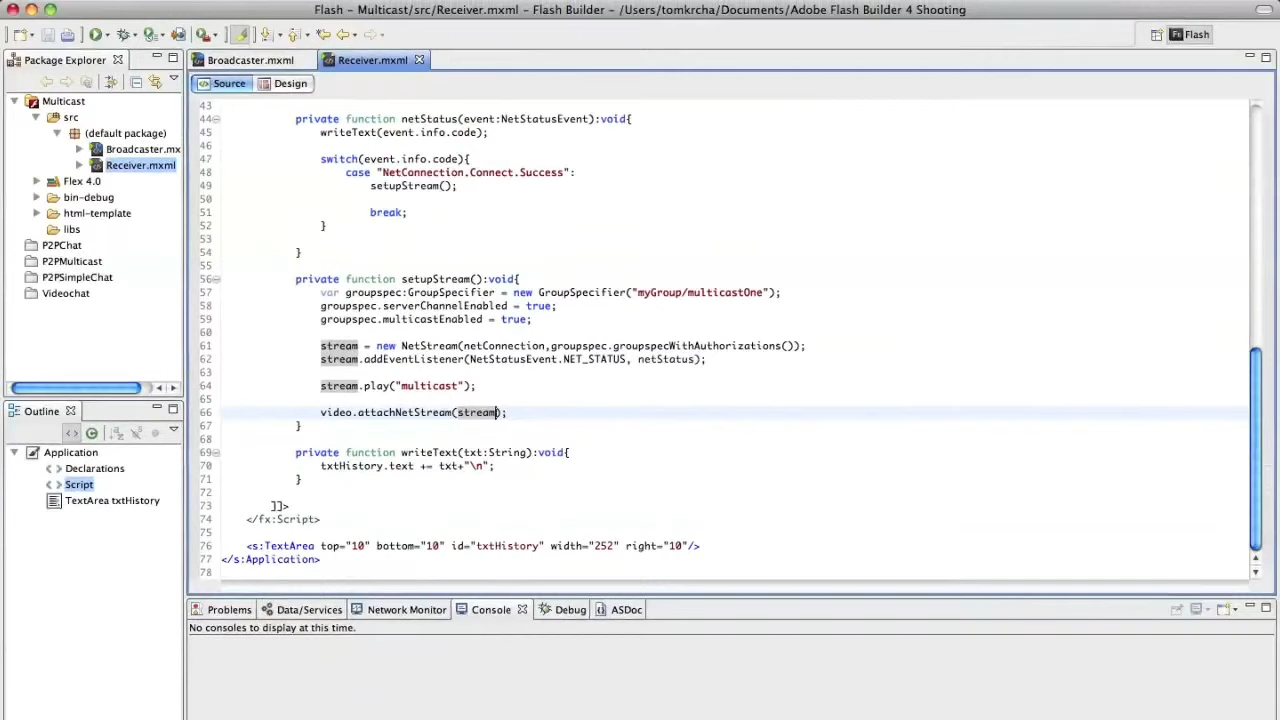 Flash - Multicast/src/Receiver.mxml - Flash Builder - /Users/tomkrcha/Documents/Adobe Flash Builder 4 Shooting
Flash
Package Explorer
Broadcaster.mxml
Receiver.mxml
Source
Design
Multicast
src
(default package)
Broadcaster.mx
Receiver.mxml
Flex 4.0
bin-debug
html-template
libs
P2PChat
P2PMulticast
P2PSimpleChat
Videochat
Outline
Application
Declarations
Script
TextArea txtHistory
43
44 private function netStatus(event:NetStatusEvent):void{
45 writeText(event.info.code);
46
47 switch(event.info.code){
48 case "NetConnection.Connect.Success":
49 setupStream();
50
51 break;
52 }
53
54 }
55
56 private function setupStream():void{
57 var groupspec:GroupSpecifier = new GroupSpecifier("myGroup/multicastOne");
58 groupspec.serverChannelEnabled = true;
59 groupspec.multicastEnabled = true;
60
61 stream = new NetStream(netConnection,groupspec.groupspecWithAuthorizations());
62 stream.addEventListener(NetStatusEvent.NET_STATUS, netStatus);
63
64 stream.play("multicast");
65
66 video.attachNetStream(stream);
67 }
68
69 private function writeText(txt:String):void{
70 txtHistory.text += txt+"\n";
71 }
72
73 ]]>
74 </fx:Script>
75
76 <s:TextArea top="10" bottom="10" id="txtHistory" width="252" right="10"/>
77 </s:Application>
78
Problems
Data/Services
Network Monitor
Console
Debug
ASDoc
No consoles to display at this time.